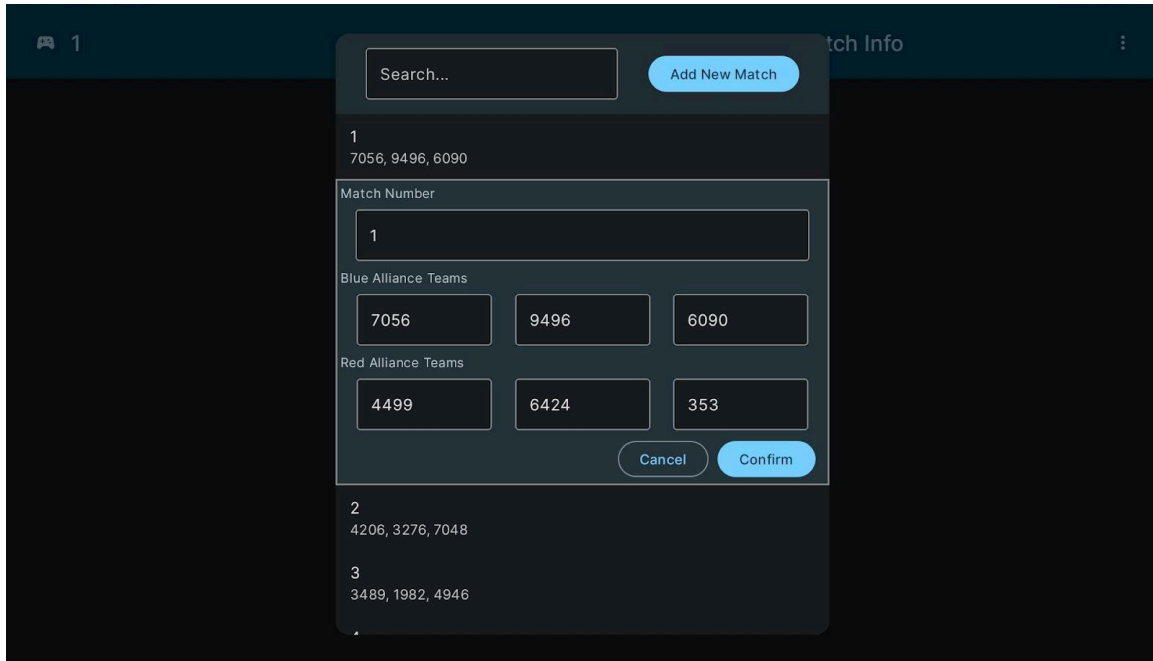 1
tch Info
Search...
Add New Match
1
7056, 9496, 6090
Match Number
1
Blue Alliance Teams
7056 9496 6090
Red Alliance Teams
4499 6424 353
Cancel Confirm
2
4206, 3276, 7048
3
3489, 1982, 4946